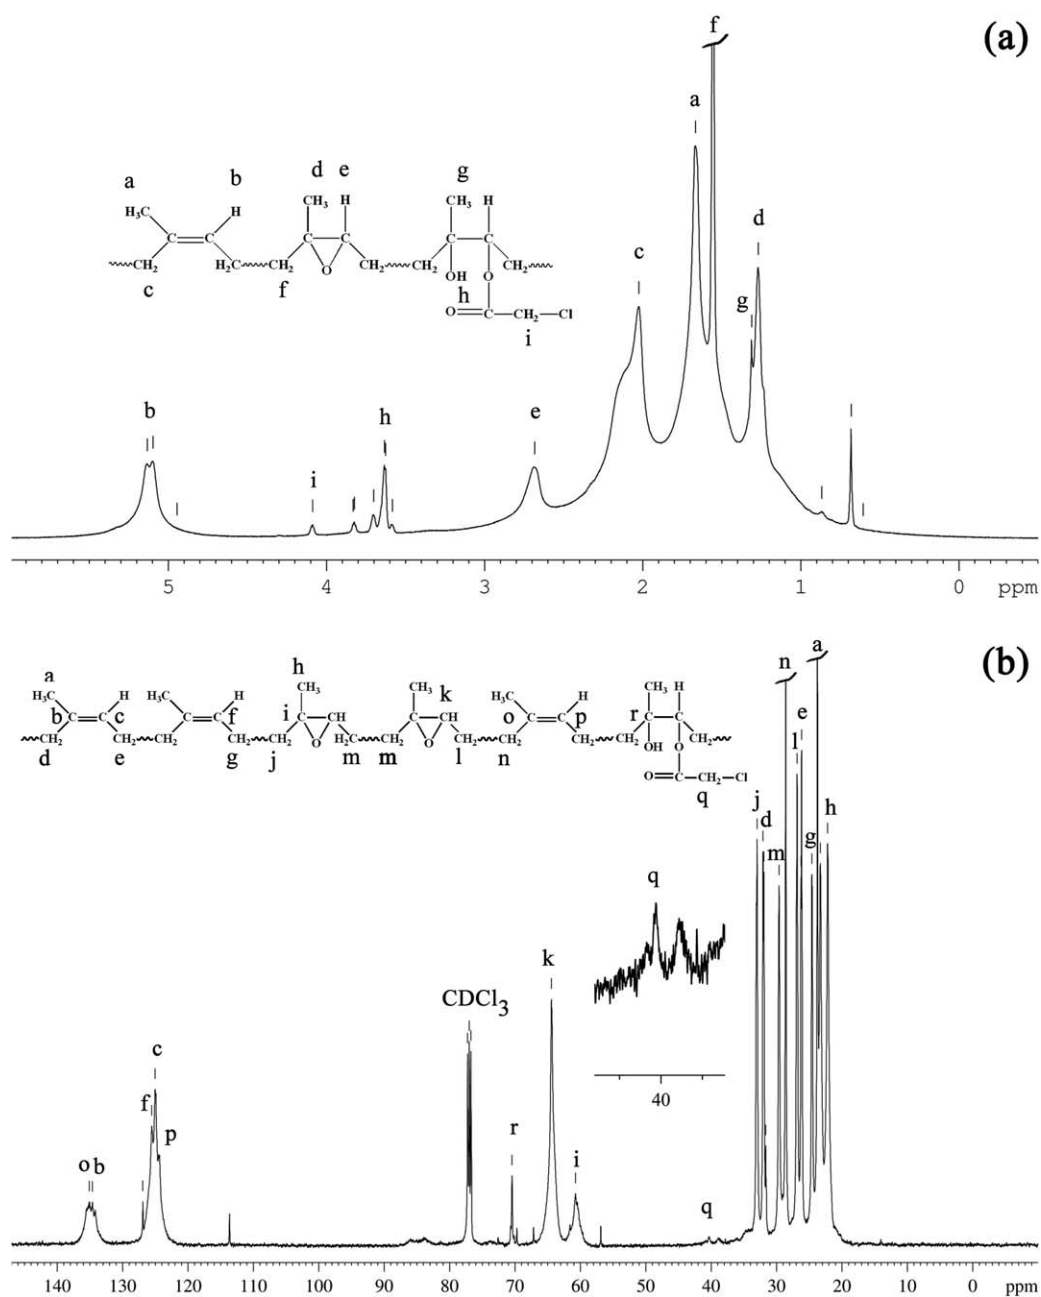 f
(a)
a
d e g
b
a d
CH₃ H CH₃ H
H₃C H
C C C C C C
c
g
CH₂ H₂C CH₂ O CH₂ CH₂ OH O CH₂
c f h
O C CH₂ Cl
i
b h e
i
5 4 3 2 1 0 ppm
n a
(b)
h
a CH₃ CH₃ k H₃C H CH₃ H
H₃C H H₃C H
b C C c C C f i C CH C CH o C C p r C C
e
CH₂ CH₂ CH₂ CH₂ CH₂ O H₂C CH₂ O CH₂ CH₂ CH₂ CH₂ OH O CH₂
d e g j m m l n
l
O C CH₂ Cl
q
j h
d
g
m
q
k
CDCl₃
c
40
f p
r
o b i
q
140 130 120 110 100 90 80 70 60 50 40 30 20 10 0 ppm